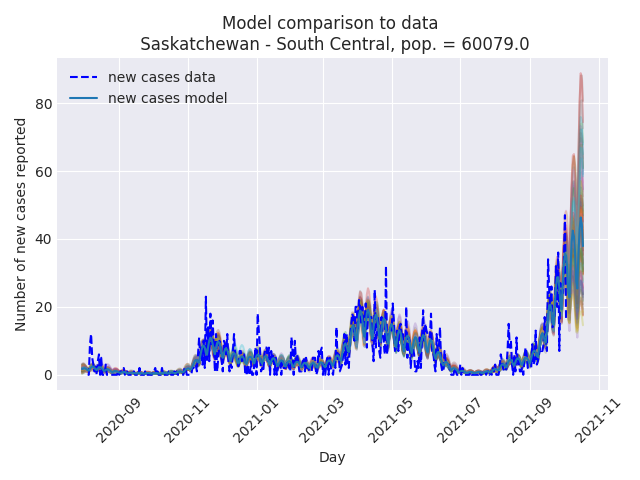 Model comparison to data
Saskatchewan - South Central, pop. = 60079.0
new cases data
new cases model
Number of new cases reported
80
60
40
20
0
2020-09
2020-11
2021-01
2021-03
2021-05
2021-07
2021-09
2021-11
Day